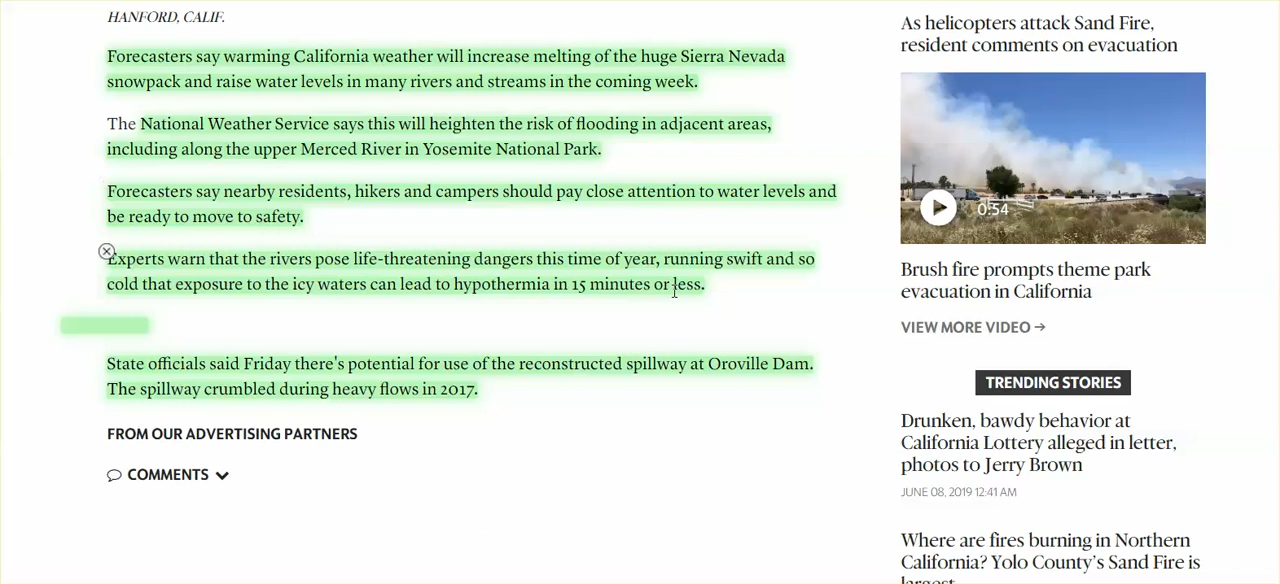 HANFORD, CALIF.
Forecasters say warming California weather will increase melting of the huge Sierra Nevada
snowpack and raise water levels in many rivers and streams in the coming week.
The National Weather Service says this will heighten the risk of flooding in adjacent areas,
including along the upper Merced River in Yosemite National Park.
Forecasters say nearby residents, hikers and campers should pay close attention to water levels and
be ready to move to safety.
Experts warn that the rivers pose life-threatening dangers this time of year, running swift and so
cold that exposure to the icy waters can lead to hypothermia in 15 minutes or less.
State officials said Friday there's potential for use of the reconstructed spillway at Oroville Dam.
The spillway crumbled during heavy flows in 2017.
FROM OUR ADVERTISING PARTNERS
COMMENTS
As helicopters attack Sand Fire,
resident comments on evacuation
0:54
Brush fire prompts theme park
evacuation in California
VIEW MORE VIDEO →
TRENDING STORIES
Drunken, bawdy behavior at
California Lottery alleged in letter,
photos to Jerry Brown
JUNE 08, 2019 12:41 AM
Where are fires burning in Northern
California? Yolo County's Sand Fire is
largest